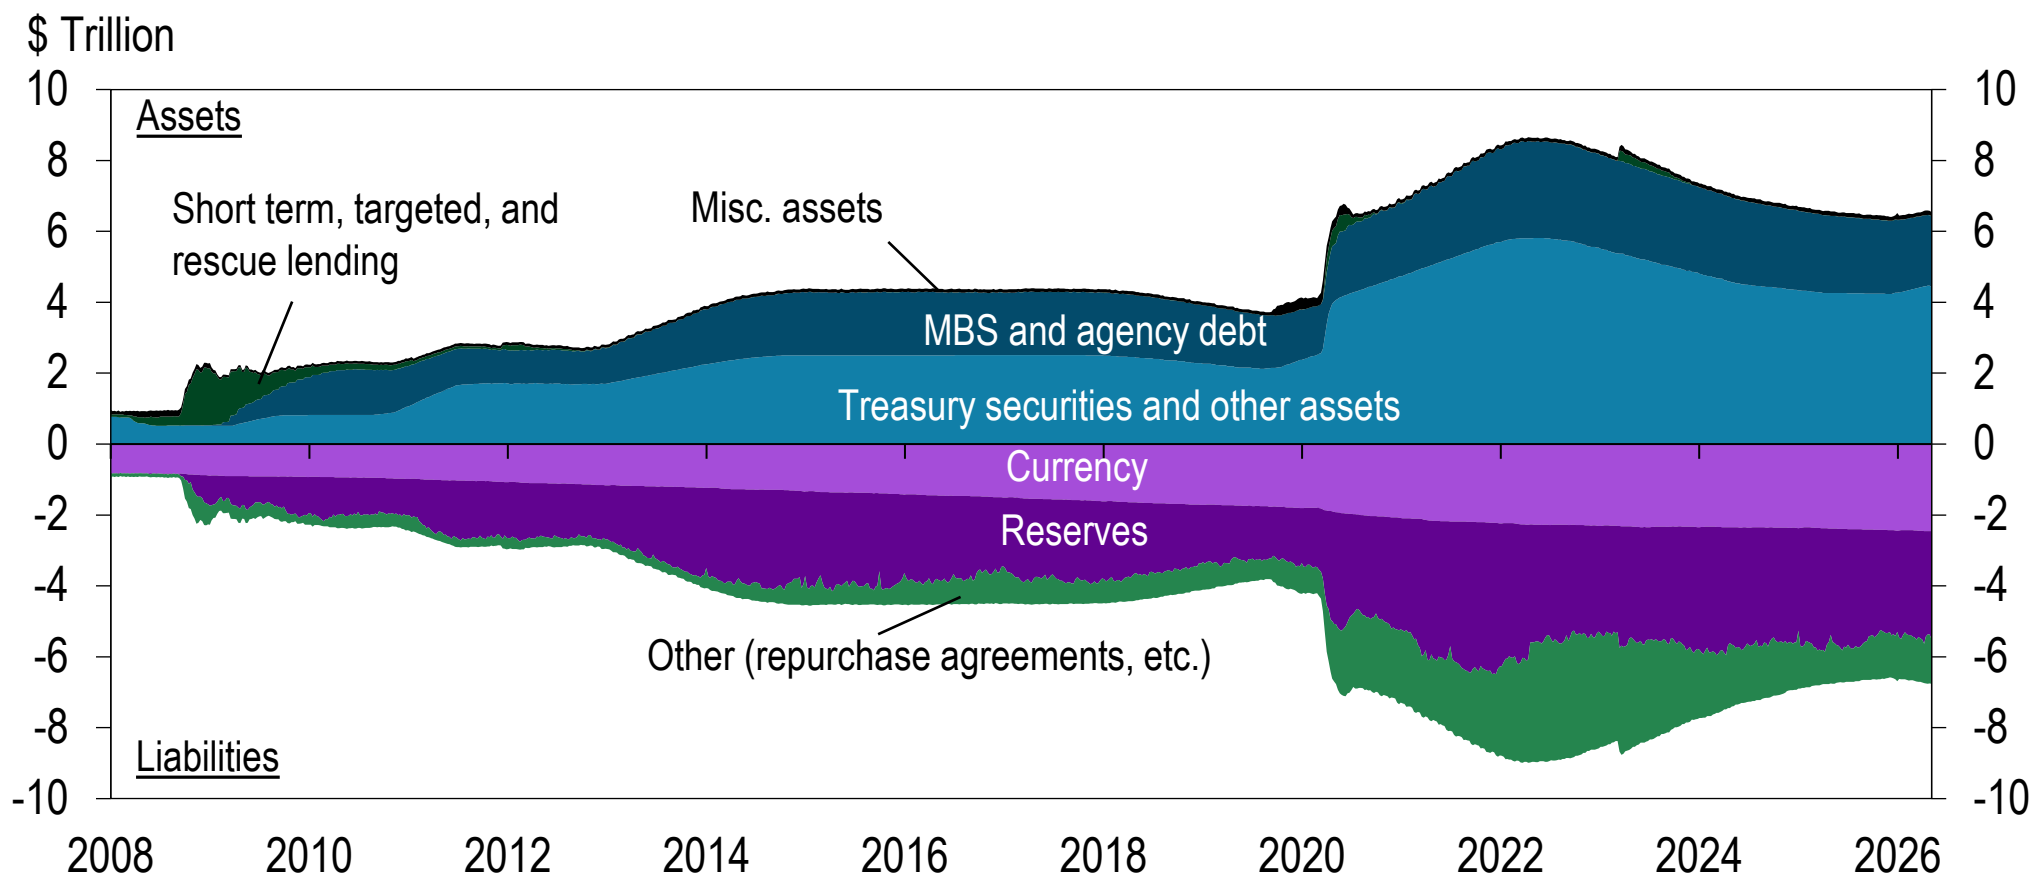 $ Trillion
10
10
Assets
8
8
Short term, targeted, and
rescue lending
Misc. assets
6
6
4
4
MBS and agency debt
2
2
Treasury securities and other assets
0
0
Currency
-2
-2
Reserves
-4
-4
Other (repurchase agreements, etc.)
-6
-6
-8
-8
Liabilities
-10
-10
2008 2010 2012 2014 2016 2018 2020 2022 2024 2026